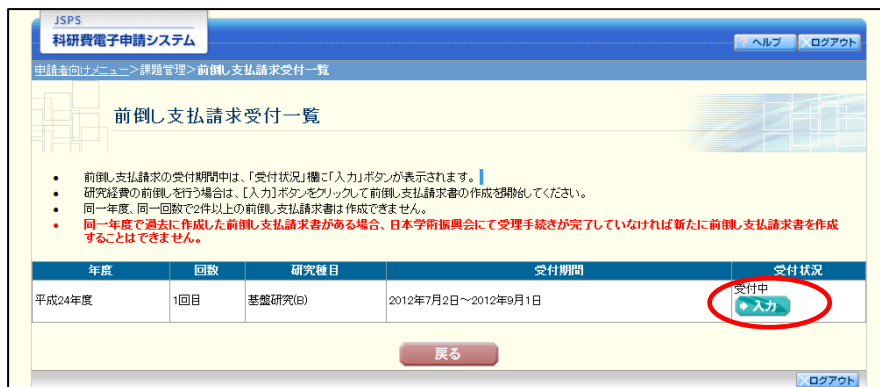 JSPS
科研費電子申請システム
? ヘルプ
ログアウト
申請者向けメニュー>課題管理>前倒し支払請求受付一覧
前倒し支払請求受付一覧
● 前倒し支払請求の受付期間中は、「受付状況」欄に「入力」ボタンが表示されます。
● 研究経費の前倒しを行う場合は、[入力]ボタンをクリックして前倒し支払請求書の作成を開始してください。
● 同一年度、同一回数で2件以上の前倒し支払請求書は作成できません。
● 同一年度で過去に作成した前倒し支払請求書がある場合、日本学術振興会にて受理手続きが完了していなければ新たに前倒し支払請求書を作成
することはできません。
年度 回数 研究種目 受付期間 受付状況
平成24年度 1回目 基盤研究(B) 2012年7月2日~2012年9月1日 受付中
入力
戻る
ログアウト